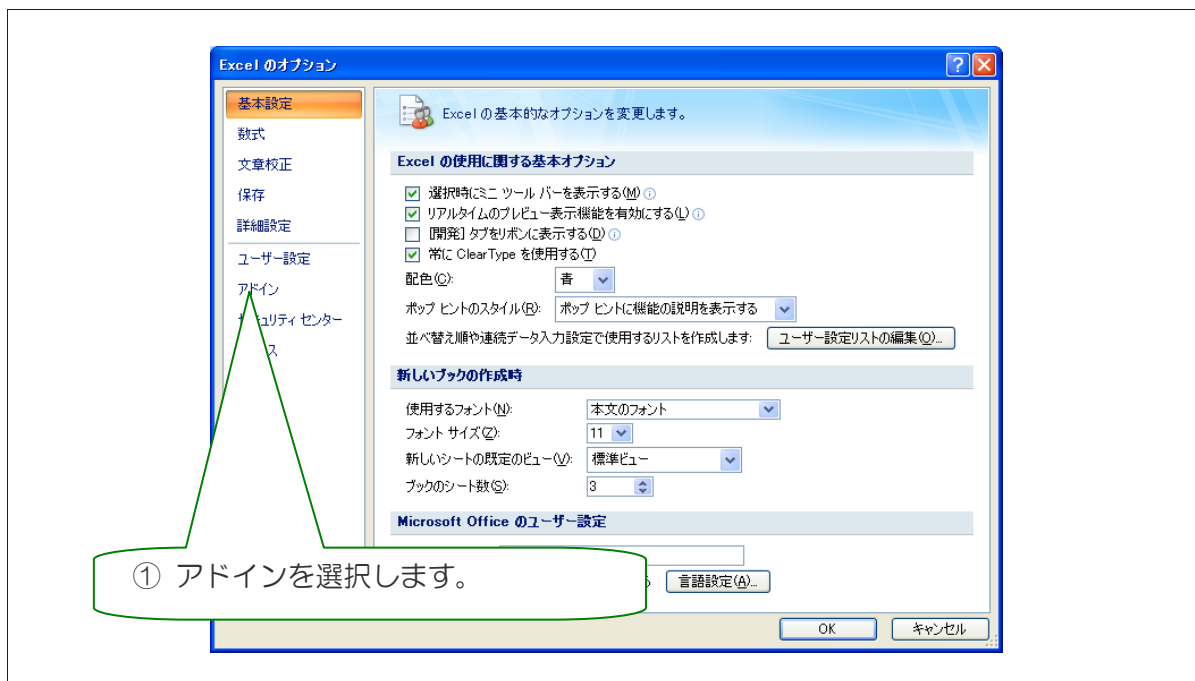 Excel のオプション
基本設定
数式
文章校正
保存
詳細設定
ユーザー設定
アドイン
セキュリティ センター
ス
Excel の基本的なオプションを変更します。
Excel の使用に関する基本オプション
選択時にミニ ツール バーを表示する(M)
リアルタイムのプレビュー表示機能を有効にする(L)
[開発] タブをリボンに表示する(D)
常に ClearType を使用する(T)
配色(C): 青
ポップ ヒントのスタイル(R): ポップ ヒントに機能の説明を表示する
並べ替え順や連続データ入力設定で使用するリストを作成します: ユーザー設定リストの編集(O)...
新しいブックの作成時
使用するフォント(N): 本文のフォント
フォント サイズ(Z): 11
新しいシートの既定のビュー(V): 標準ビュー
ブックのシート数(S): 3
Microsoft Office のユーザー設定
① アドインを選択します。
言語設定(A)...
OK キャンセル